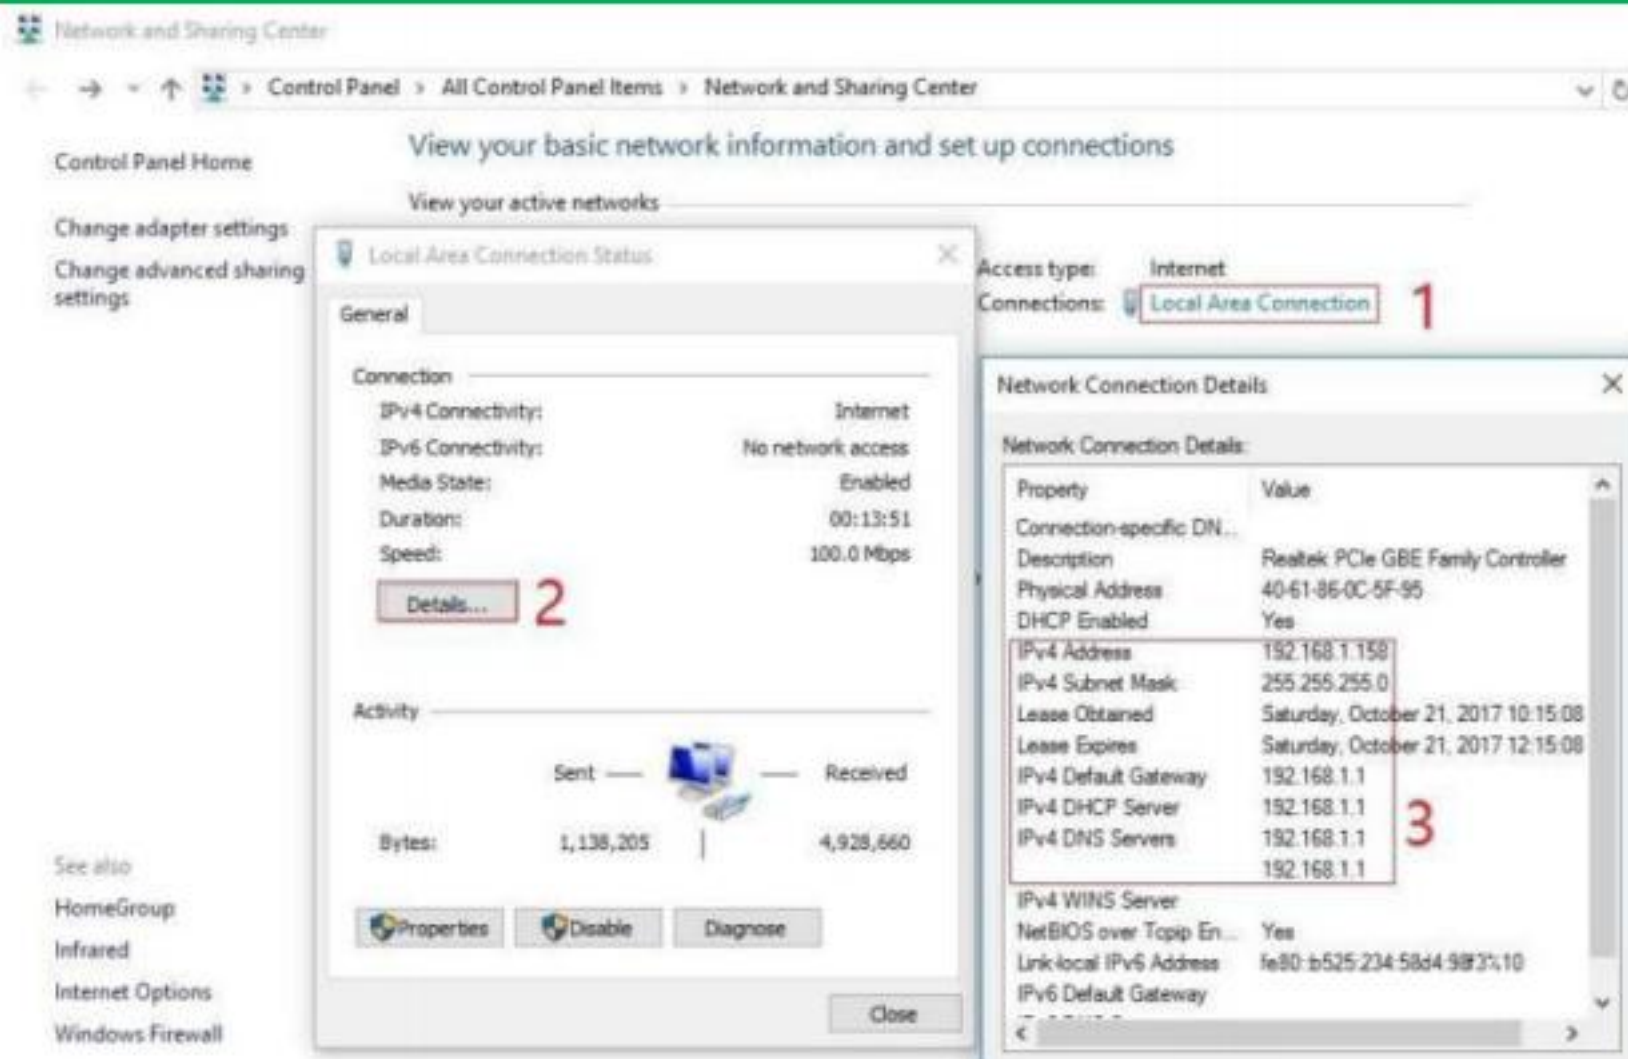 Network and Sharing Center
Control Panel > All Control Panel Items > Network and Sharing Center
Control Panel Home
Change adapter settings
Change advanced sharing
settings
View your basic network information and set up connections
View your active networks
Access type: Internet
Connections: Local Area Connection 1
Local Area Connection Status
General
Connection
IPv4 Connectivity: Internet
IPv6 Connectivity: No network access
Media State: Enabled
Duration: 00:13:51
Speed: 100.0 Mbps
Details... 2
Activity
Sent Received
Bytes: 1,138,205 4,928,660
Properties Disable Diagnose
Close
Network Connection Details
Network Connection Details:
Property Value
Connection-specific DN...
Description Realtek PCIe GBE Family Controller
Physical Address 40-61-86-0C-5F-95
DHCP Enabled Yes
IPv4 Address 192.168.1.158
IPv4 Subnet Mask 255.255.255.0
Lease Obtained Saturday, October 21, 2017 10:15:08
Lease Expires Saturday, October 21, 2017 12:15:08
IPv4 Default Gateway 192.168.1.1
IPv4 DHCP Server 192.168.1.1
IPv4 DNS Servers 192.168.1.1
192.168.1.1
3
IPv4 WINS Server
NetBIOS over Tcpip En... Yes
Link-local IPv6 Address fe80::b525:234:58d4:98f3%10
IPv6 Default Gateway
See also
HomeGroup
Infrared
Internet Options
Windows Firewall